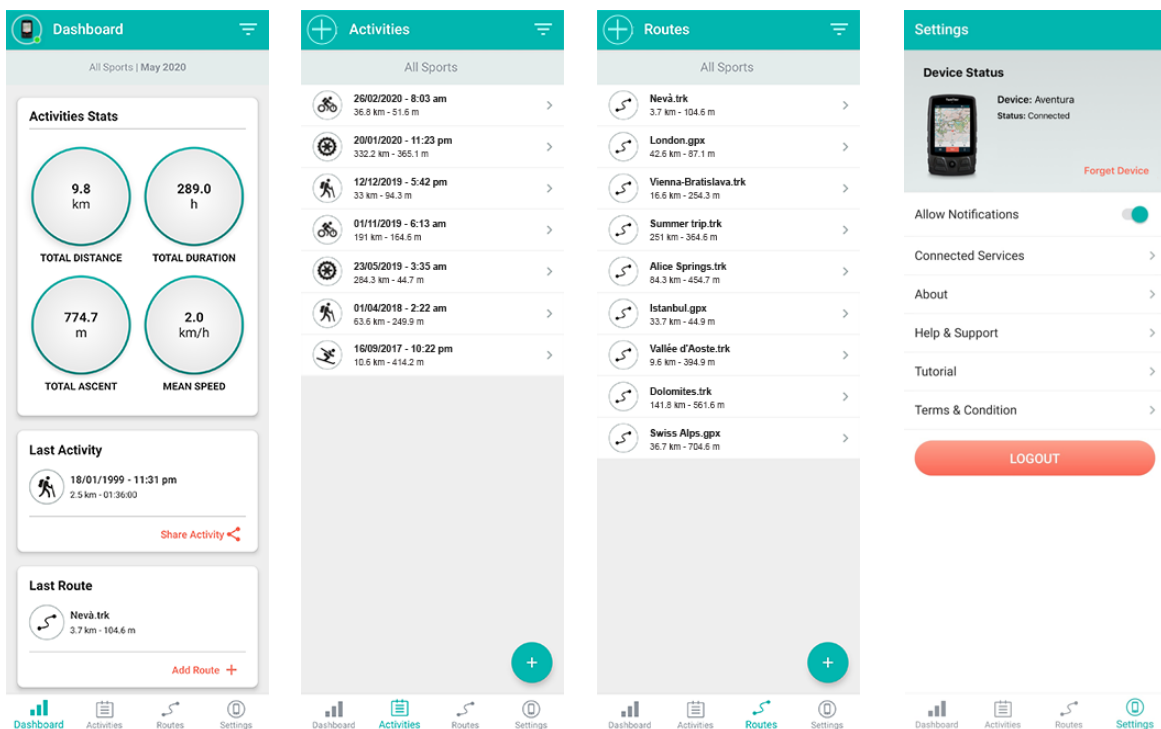 Dashboard
All Sports | May 2020
Activities Stats
9.8
km
289.0
h
TOTAL DISTANCE
TOTAL DURATION
774.7
m
2.0
km/h
TOTAL ASCENT
MEAN SPEED
Last Activity
18/01/1999 - 11:31 pm
2.5 km - 01:36:00
Share Activity
Last Route
Nevà.trk
3.7 km - 104.6 m
Add Route
Dashboard
Activities
Routes
Settings
Activities
All Sports
26/02/2020 - 8:03 am
36.8 km - 51.6 m
20/01/2020 - 11:23 pm
332.2 km - 365.1 m
12/12/2019 - 5:42 pm
33 km - 94.3 m
01/11/2019 - 6:13 am
191 km - 164.6 m
23/05/2019 - 3:35 am
284.3 km - 44.7 m
01/04/2018 - 2:22 am
63.6 km - 249.9 m
16/09/2017 - 10:22 pm
10.6 km - 414.2 m
Dashboard
Activities
Routes
Settings
Routes
All Sports
Nevà.trk
3.7 km - 104.6 m
London.gpx
42.6 km - 87.1 m
Vienna-Bratislava.trk
16.6 km - 254.3 m
Summer trip.trk
251 km - 364.6 m
Alice Springs.trk
84.3 km - 454.7 m
Istanbul.gpx
33.7 km - 44.9 m
Vallée d'Aoste.trk
9.6 km - 394.9 m
Dolomites.trk
141.8 km - 561.6 m
Swiss Alps.gpx
36.7 km - 704.6 m
Dashboard
Activities
Routes
Settings
Settings
Device Status
Device: Aventura
Status: Connected
Forget Device
Allow Notifications
Connected Services
About
Help & Support
Tutorial
Terms & Condition
LOGOUT
Dashboard
Activities
Routes
Settings